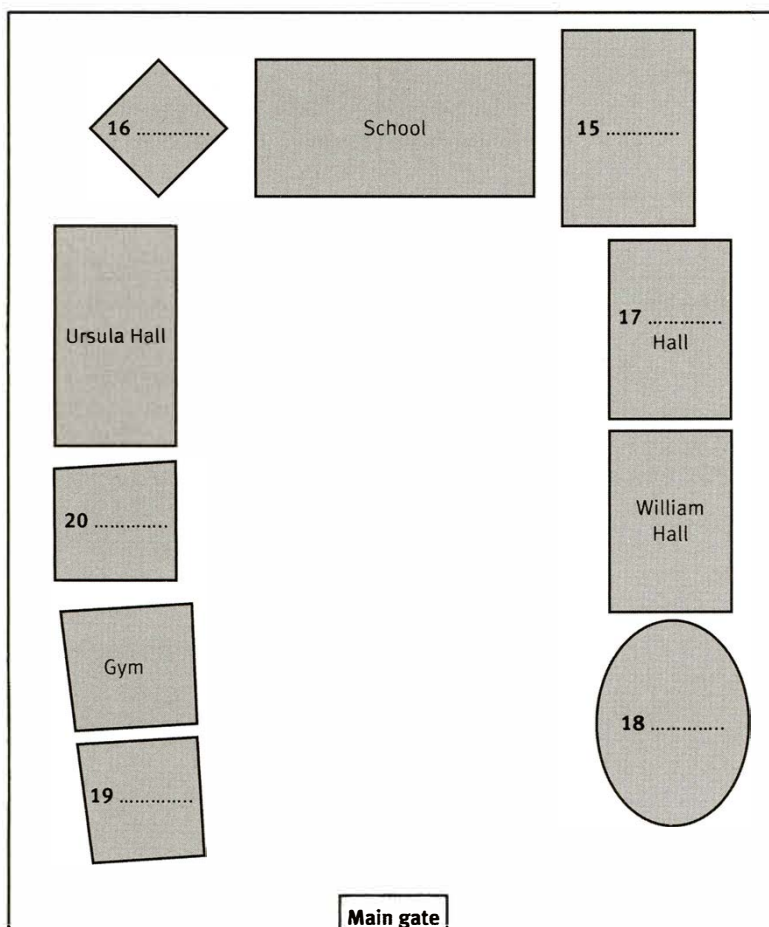 16 ..............
School
15 ..............
Ursula Hall
17 ..............
Hall
20 ..............
William
Hall
Gym
18 ..............
19 ..............
Main gate